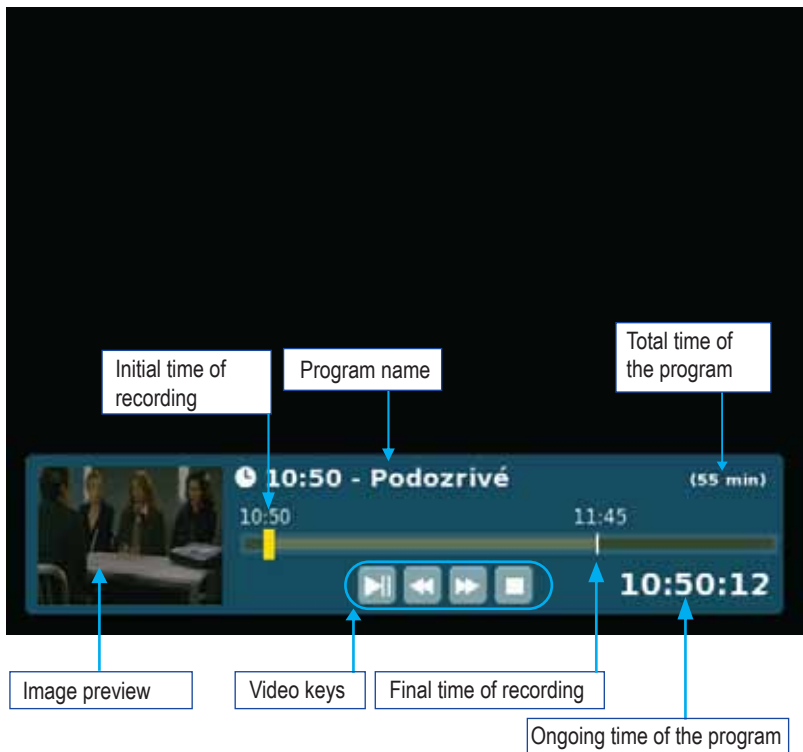 Total time of
the program
Initial time of
recording
Program name
10:50 - Podozrivé
(55 min)
10:50
11:45
10:50:12
Image preview
Video keys
Final time of recording
Ongoing time of the program